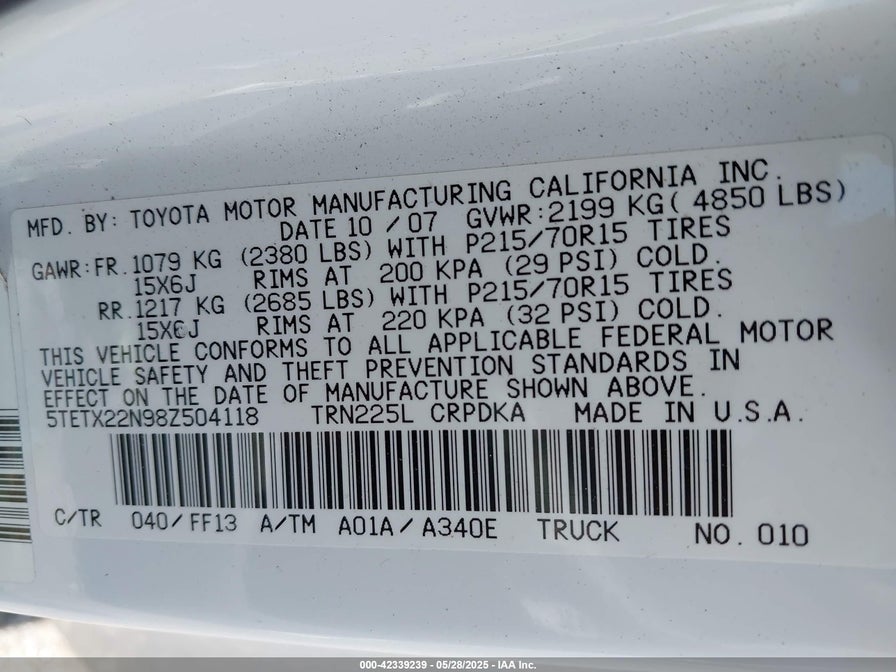 MFD. BY: TOYOTA MOTOR MANUFACTURING CALIFORNIA INC.
DATE 10 / 07 GVWR:2199 KG( 4850 LBS)
GAWR:FR.1079 KG (2380 LBS) WITH P215/70R15 TIRES
15X6J RIMS AT 200 KPA (29 PSI) COLD.
RR.1217 KG (2685 LBS) WITH P215/70R15 TIRES
15X6J RIMS AT 220 KPA (32 PSI) COLD.
THIS VEHICLE CONFORMS TO ALL APPLICABLE FEDERAL MOTOR
VEHICLE SAFETY AND THEFT PREVENTION STANDARDS IN
EFFECT ON THE DATE OF MANUFACTURE SHOWN ABOVE.
5TETX22N98Z504118 TRN225L CRPDKA MADE IN U.S.A.
C/TR 040/FF13 A/TM A01A/A340E TRUCK NO. 010
000-42339239 - 05/28/2025 - IAA Inc.